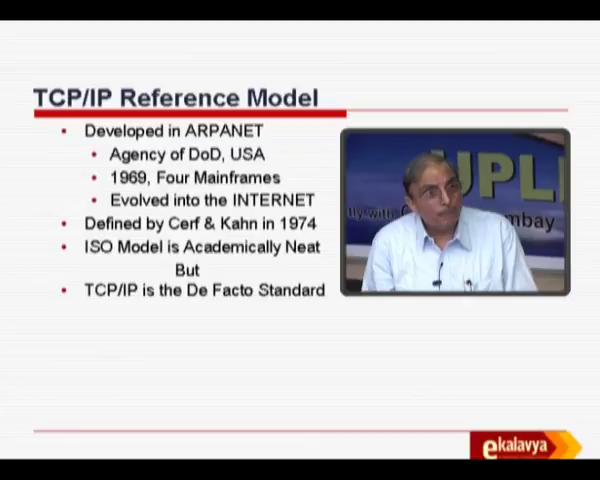 TCP/IP Reference Model
• Developed in ARPANET
• Agency of DoD, USA
• 1969, Four Mainframes
• Evolved into the INTERNET
• Defined by Cerf & Kahn in 1974
• ISO Model is Academically Neat
But
• TCP/IP is the De Facto Standard
UPLI
with
mbay
ekalavya